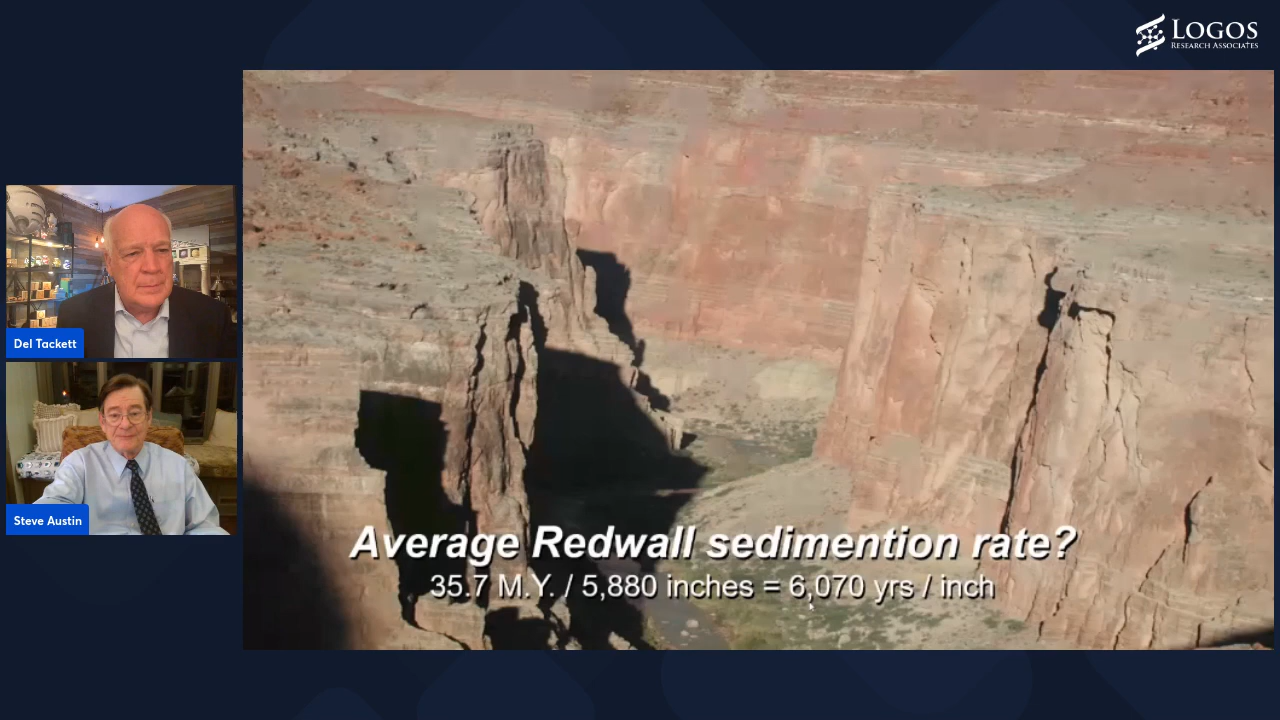 LOGOS
RESEARCH ASSOCIATES
Del Tackett
Steve Austin
Average Redwall sedimention rate?
35.7 M.Y. / 5,880 inches = 6,070 yrs / inch